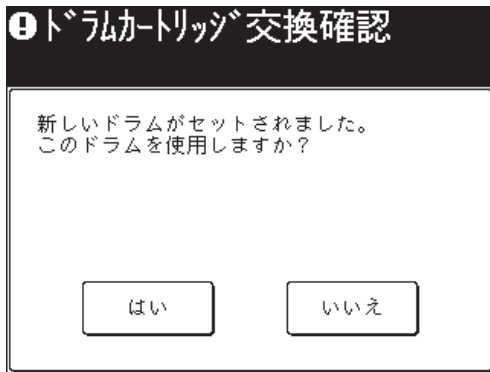 ﾄﾞﾗﾑｶｰﾄﾘｯｼﾞ交換確認
新しいドラムがセットされました。
このドラムを使用しますか？
はい
いいえ